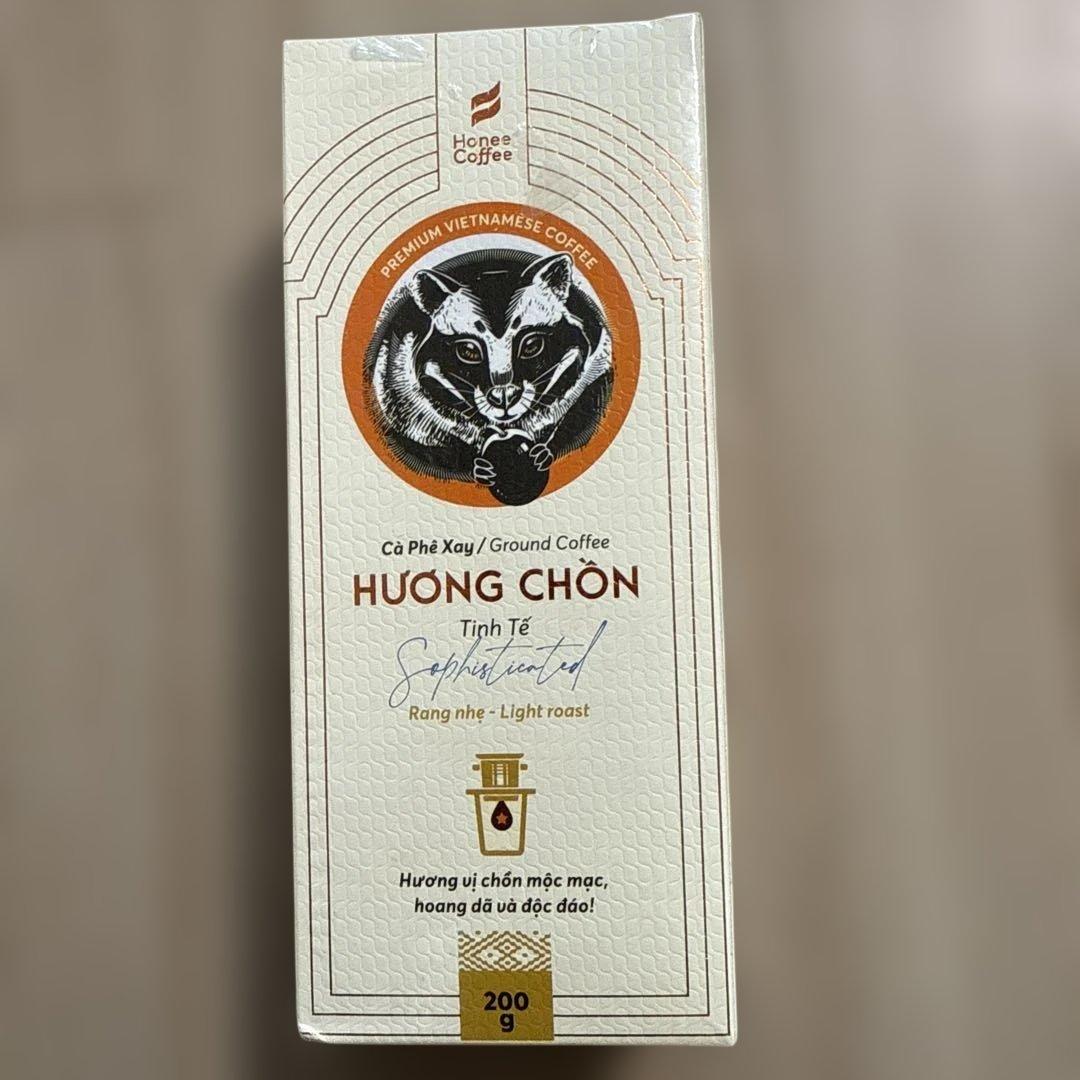 Honee
Coffee
PREMIUM VIETNAMESE COFFEE
Cà Phê Xay / Ground Coffee
HƯƠNG CHỒN
Tinh Tế
Sophisticated
Rang nhẹ - Light roast
Hương vị chồn mộc mạc,
hoang dã và độc đáo!
200
g